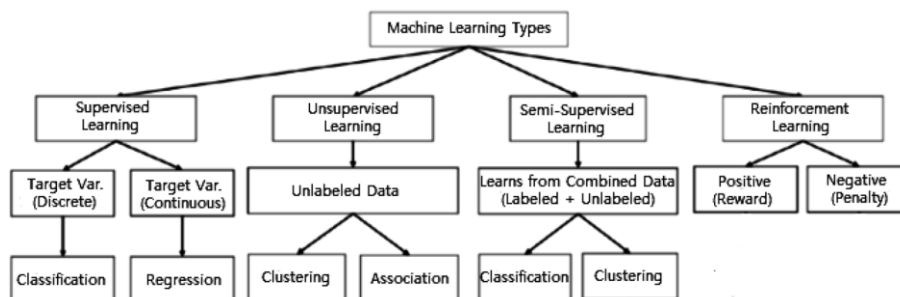 Machine Learning Types
Supervised
Learning
Unsupervised
Learning
Semi-Supervised
Learning
Reinforcement
Learning
Target Var.
(Discrete)
Target Var.
(Continuous)
Unlabeled Data
Learns from Combined Data
(Labeled + Unlabeled)
Positive
(Reward)
Negative
(Penalty)
Classification
Regression
Clustering
Association
Classification
Clustering